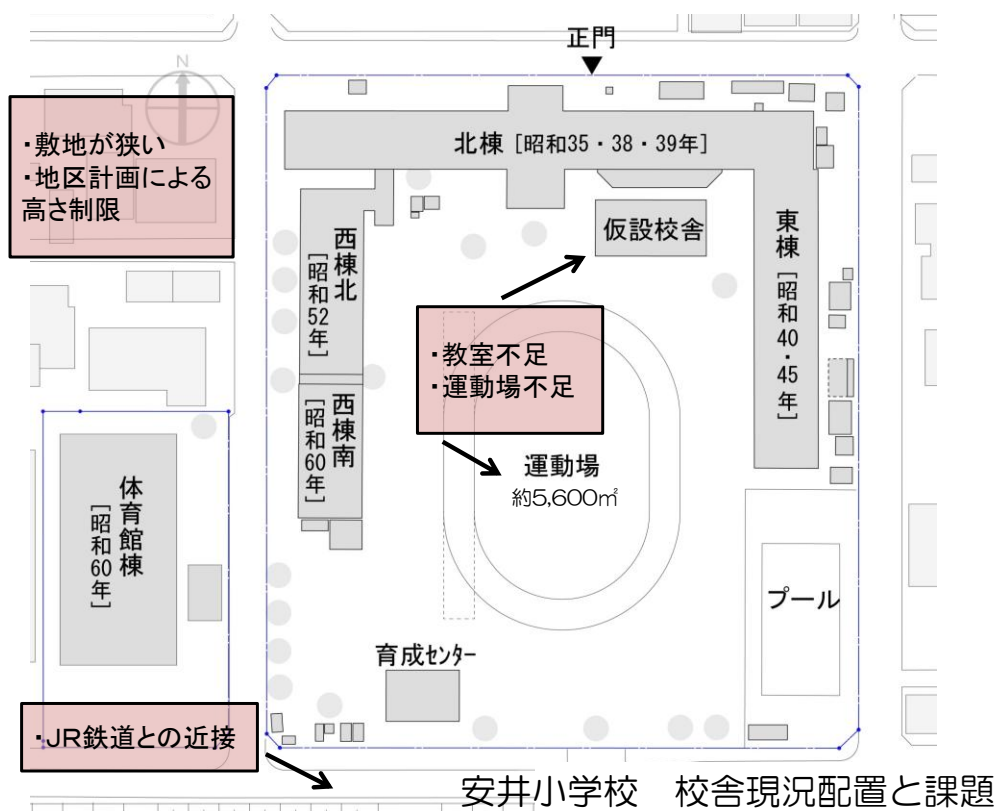 正門
N
・敷地が狭い
・地区計画による
高さ制限
北棟［昭和35・38・39年］
仮設校舎
東棟［昭和40・45年］
西棟北
［昭和52年］
・教室不足
・運動場不足
西棟南
［昭和60年］
運動場
約5,600㎡
体育館棟
［昭和60年］
プール
育成センター
・JR鉄道との近接
安井小学校　校舎現況配置と課題